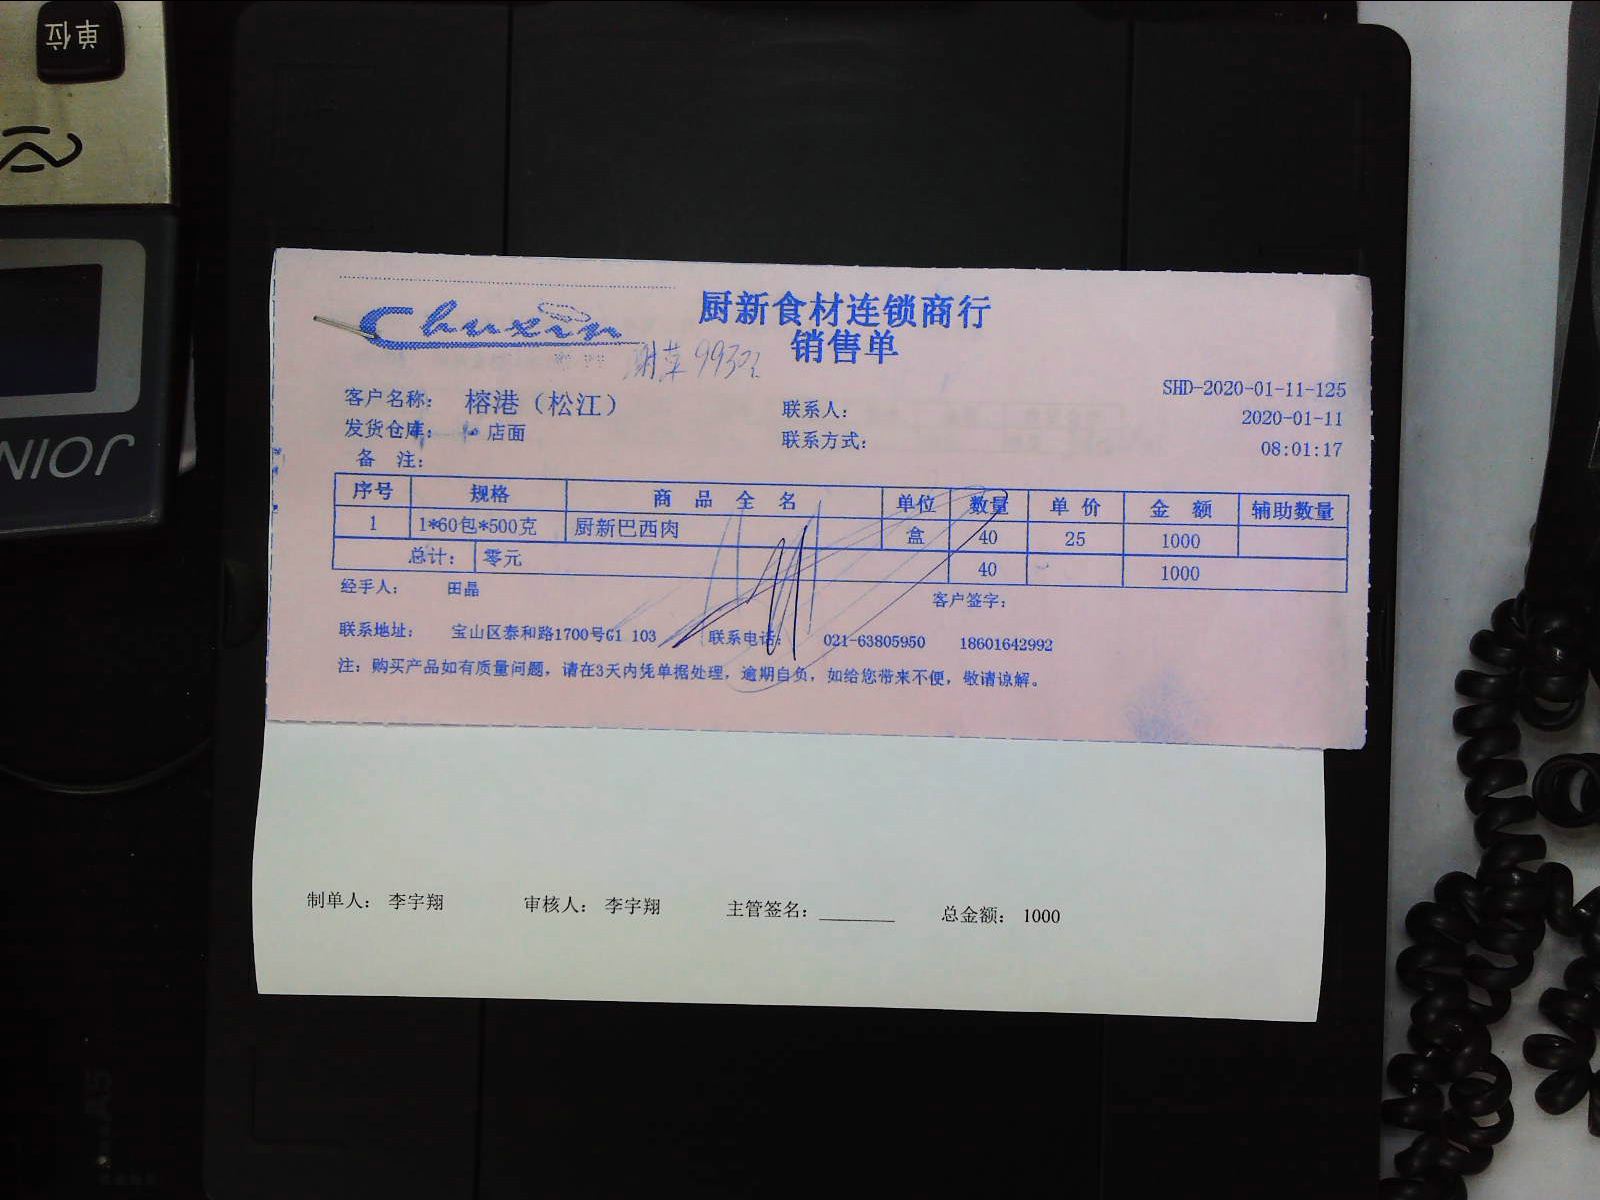 单位
JOIN
Chuxin
厨新食材连锁商行
销售单
SHD-2020-01-11-125
客户名称: 榕港（松江） 联系人: 2020-01-11
发货仓库: 店面 联系方式: 08:01:17
备 注:
序号 规格 商 品 全 名 单位 数量 单 价 金 额 辅助数量
1 1*60包*500克 厨新巴西肉 盒 40 25 1000
总计: 零元 40 1000
经手人: 田晶 客户签字:
联系地址: 宝山区泰和路1700号G1 103 联系电话: 021-63805950 18601642992
注: 购买产品如有质量问题，请在3天内凭单据处理，逾期自负，如给您带来不便，敬请谅解。
制单人: 李宇翔 审核人: 李宇翔 主管签名: 总金额: 1000